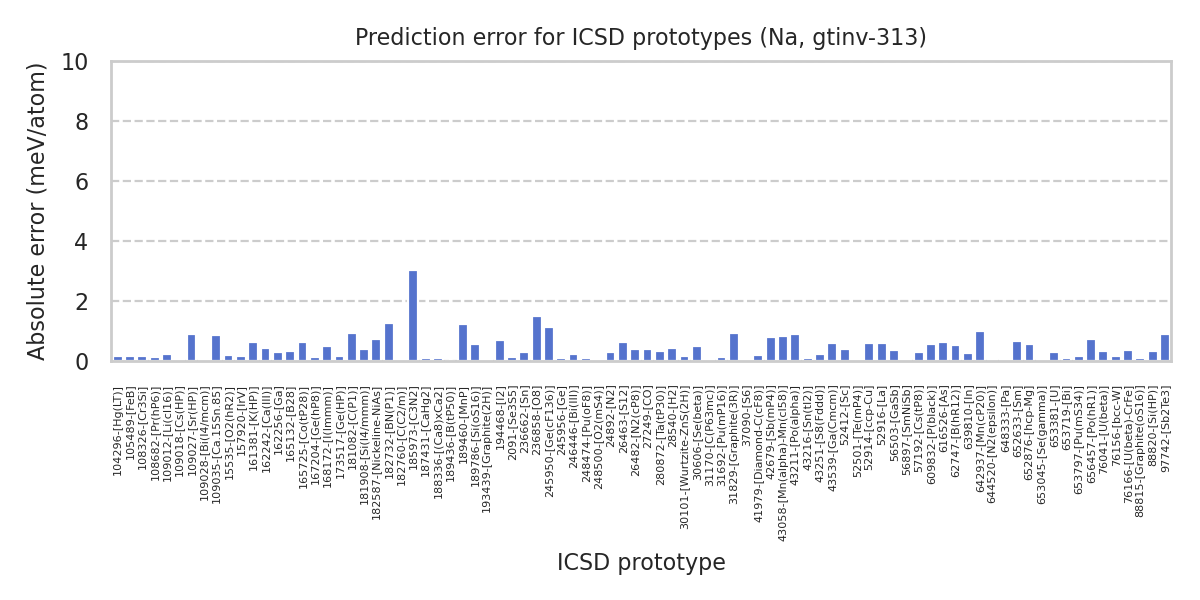 Prediction error for ICSD prototypes (Na, gtinv-313)
Absolute error (meV/atom)
10
8
6
4
2
0
104296-[Hg(LT)]
105489-[FeB]
108326-[Cr3Si]
108682-[Pr(hP6)]
109012-[Li(cI16)]
109018-[Cs(HP)]
109027-[Sr(HP)]
109028-[Bi(I4/mcm)]
109035-[Ca.15Sn.85]
15535-[O2(hR2)]
157920-[IrV]
161381-[K(HP)]
162242-[Ca(III)]
162256-[Ga]
165132-[B28]
165725-[Co(tP28)]
167204-[Ge(hP8)]
168172-[I(Immm)]
173517-[Ge(HP)]
181082-[C(P1)]
181908-[Si(I4/mmm)]
182587-[Nickeline-NiAs]
182732-[BN(P1)]
182760-[C(C2/m)]
185973-[C3N2]
187431-[CaHg2]
188336-[(Ca8)xCa2]
189436-[B(tP50)]
189460-[MnP]
189786-[Si(oS16)]
193439-[Graphite(2H)]
194468-[I2]
2091-[Se3S5]
236662-[Sn]
236858-[O8]
245950-[Ge(cF136)]
245956-[Ge]
246446-[Bi(III)]
248474-[Pu(oF8)]
248500-[O2(mS4)]
24892-[N2]
26463-[S12]
26482-[N2(cP8)]
27249-[CO]
280872-[Ta(tP30)]
28540-[H2]
30101-[Wurtzite-ZnS(2H)]
30606-[Se(beta)]
31170-[C(P63mc)]
31692-[Pu(mP16)]
31829-[Graphite(3R)]
37090-[S6]
41979-[Diamond-C(cF8)]
42679-[Sb(mP4)]
43058-[Mn(alpha)-Mn(cI58)]
43211-[Po(alpha)]
43216-[Sn(tI2)]
43251-[S8(Fddd)]
43539-[Ga(Cmcm)]
52412-[Sc]
52501-[Te(mP4)]
52914-[fcc-Cu]
52916-[La]
56503-[GaSb]
56897-[SmNiSb]
57192-[Cs(tP8)]
609832-[P(black)]
616526-[As]
62747-[B(hR12)]
639810-[In]
642937-[Mn(cP20)]
644520-[N2(epsilon)]
648333-[Pa]
652633-[Sm]
652876-[hcp-Mg]
653045-[Se(gamma)]
653381-[U]
653719-[Bi]
653797-[Pu(mS34)]
656457-[Po(hR1)]
76041-[U(beta)]
76156-[bcc-W]
76166-[U(beta)-CrFe]
88815-[Graphite(oS16)]
88820-[Si(HP)]
97742-[Sb2Te3]
ICSD prototype